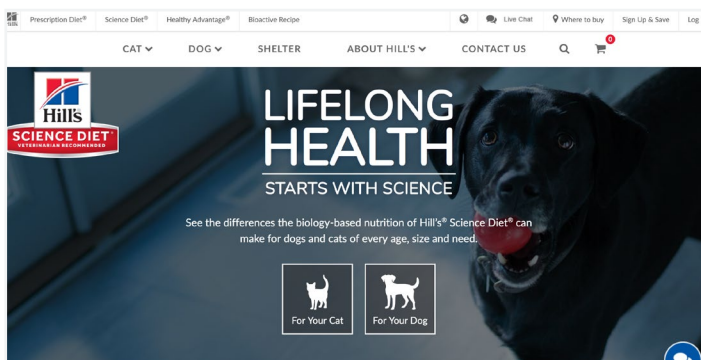 Prescription Diet® Science Diet® Healthy Advantage® Bioactive Recipe Live Chat Where to buy Sign Up & Save Log
CAT DOG SHELTER ABOUT HILL'S CONTACT US 0
Hill's
SCIENCE DIET®
VETERINARIAN RECOMMENDED
LIFELONG
HEALTH
STARTS WITH SCIENCE
See the differences the biology-based nutrition of Hill's® Science Diet® can
make for dogs and cats of every age, size and need.
For Your Cat For Your Dog